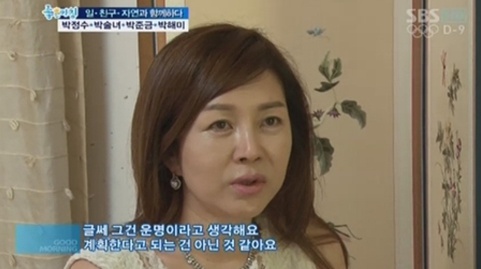 좋은아침
일·친구·자연과 함께하다
박정수·박술녀·박준금·박해미
SBS
D-9
글쎄 그건 운명이라고 생각해요
계획한다고 되는 건 아닌 것 같아요
GOOD
MORNING